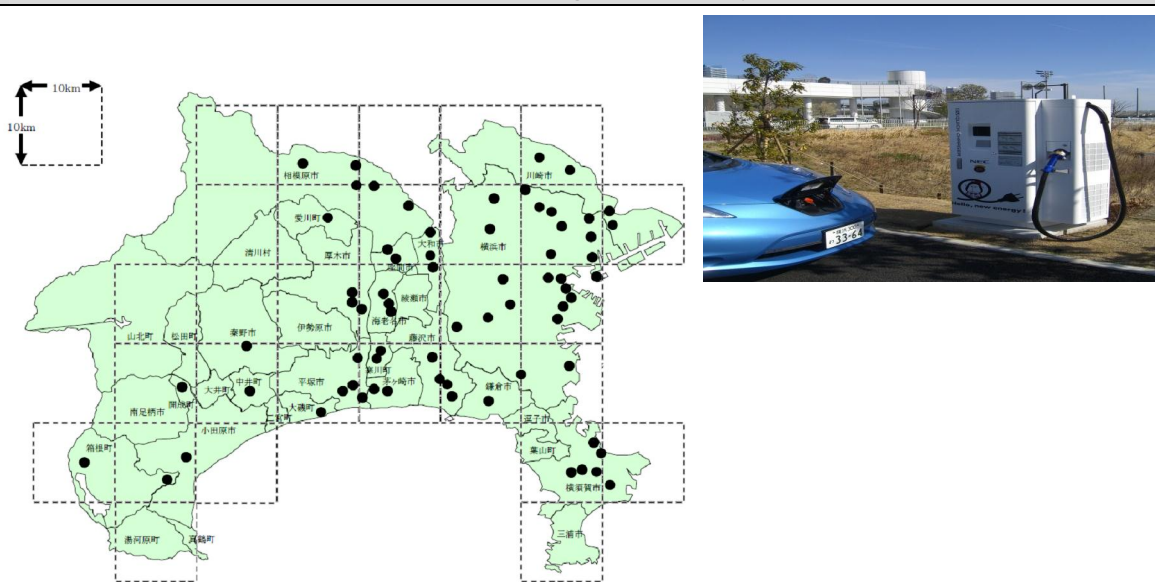 10km
10km
相模原市
川崎市
愛川町
大和市
横浜市
清川村
厚木市
座間市
綾瀬市
海老名市
山北町
松田町
秦野市
伊勢原市
藤沢市
寒川町
大井町
中井町
平塚市
茅ヶ崎市
鎌倉市
開成町
南足柄市
大磯町
二宮町
小田原市
逗子市
箱根町
葉山町
横須賀市
三浦市
湯河原町
真鶴町
NEC
Hello, new energy!
33-64